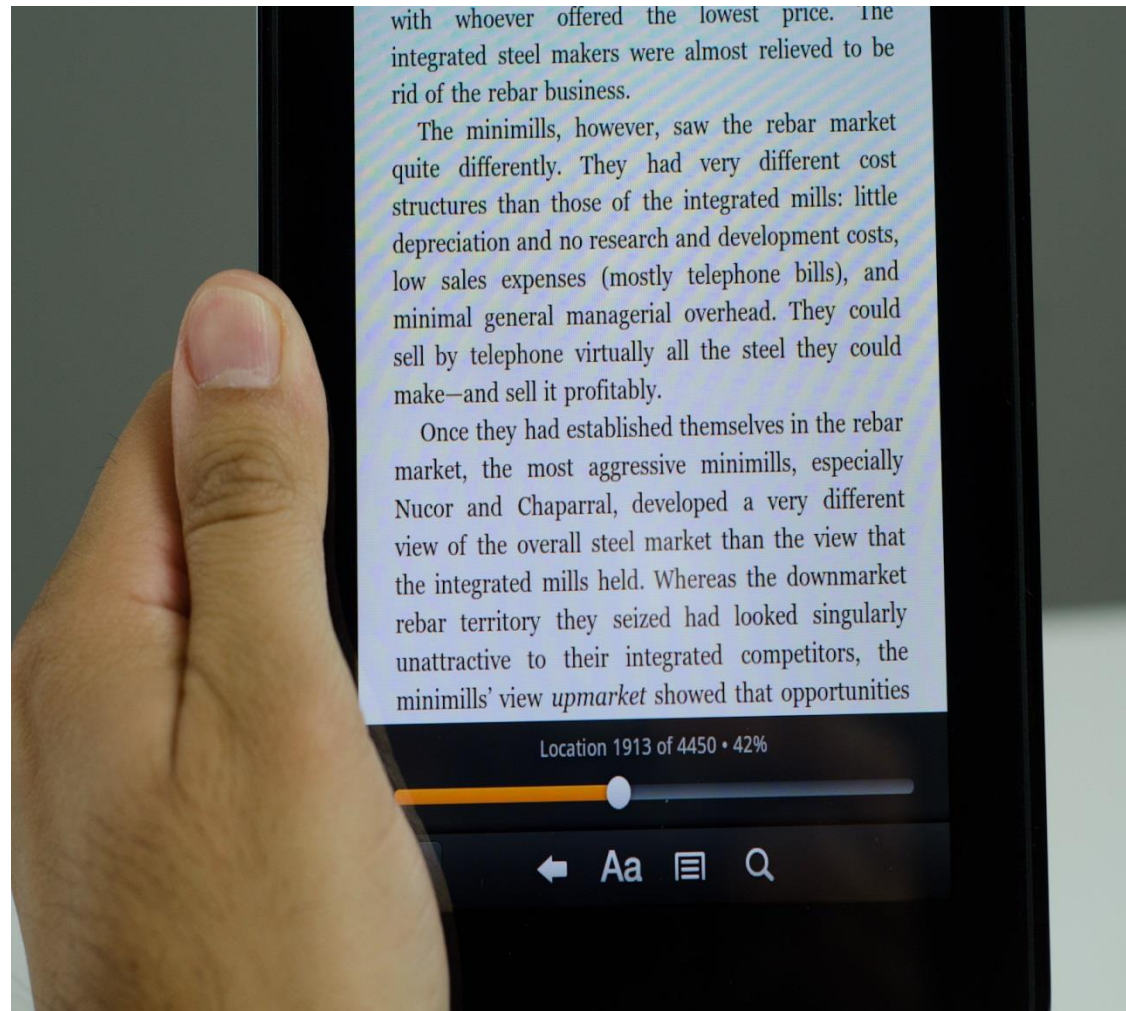 with whoever offered the lowest price. The
integrated steel makers were almost relieved to be
rid of the rebar business.
The minimills, however, saw the rebar market
quite differently. They had very different cost
structures than those of the integrated mills: little
depreciation and no research and development costs,
low sales expenses (mostly telephone bills), and
minimal general managerial overhead. They could
sell by telephone virtually all the steel they could
make—and sell it profitably.
Once they had established themselves in the rebar
market, the most aggressive minimills, especially
Nucor and Chaparral, developed a very different
view of the overall steel market than the view that
the integrated mills held. Whereas the downmarket
rebar territory they seized had looked singularly
unattractive to their integrated competitors, the
minimills’ view upmarket showed that opportunities
Location 1913 of 4450 • 42%
Aa